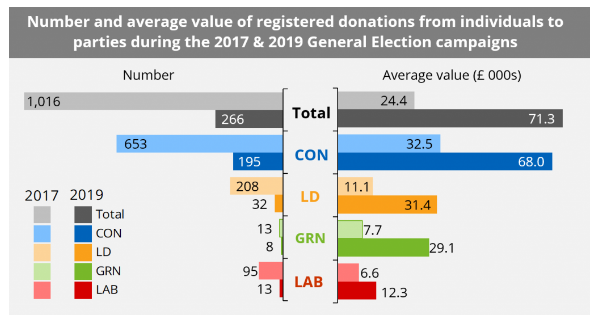 Number and average value of registered donations from individuals to
parties during the 2017 & 2019 General Election campaigns
Number
Average value (£ 000s)
1,016
266
Total
24.4
71.3
653
195
CON
32.5
68.0
208
32
LD
11.1
31.4
13
8
GRN
7.7
29.1
95
13
LAB
6.6
12.3
2017 2019
Total
CON
LD
GRN
LAB